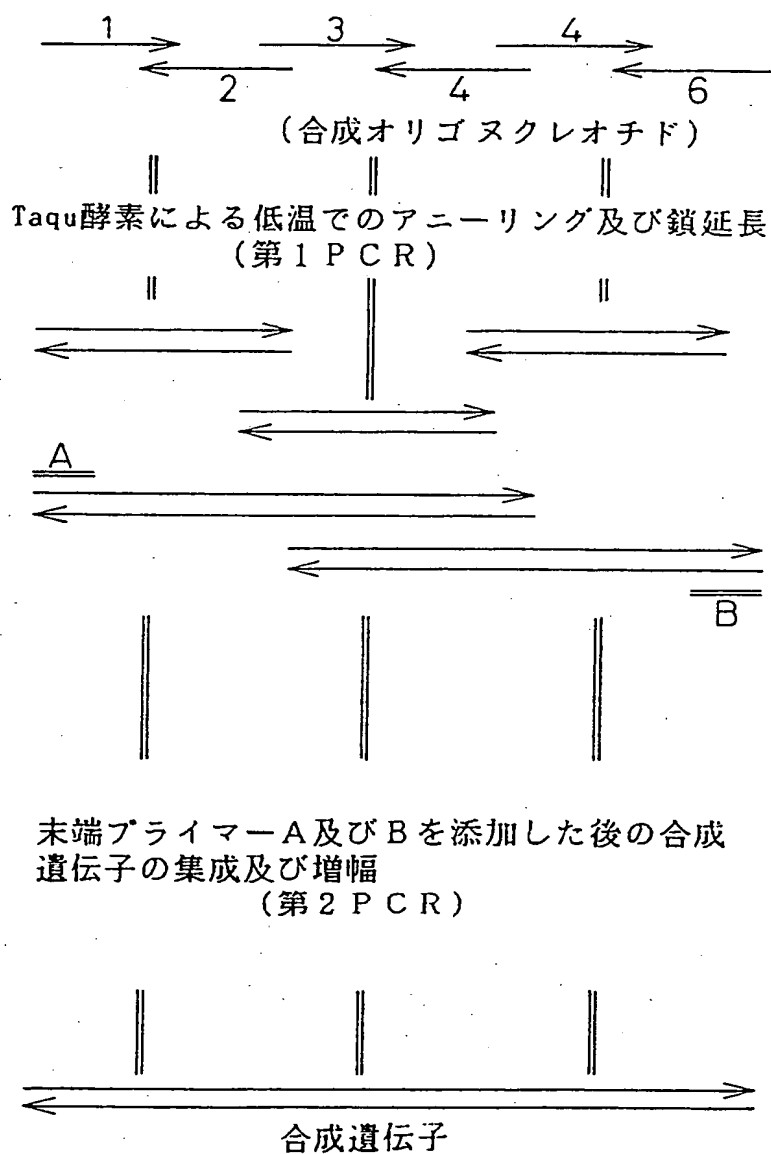 1 3 4
2 4 6
(合成オリゴヌクレオチド)
Taqu酵素による低温でのアニーリング及び鎖延長
(第1PCR)
A
B
末端プライマーA及びBを添加した後の合成
遺伝子の集成及び増幅
(第2PCR)
合成遺伝子